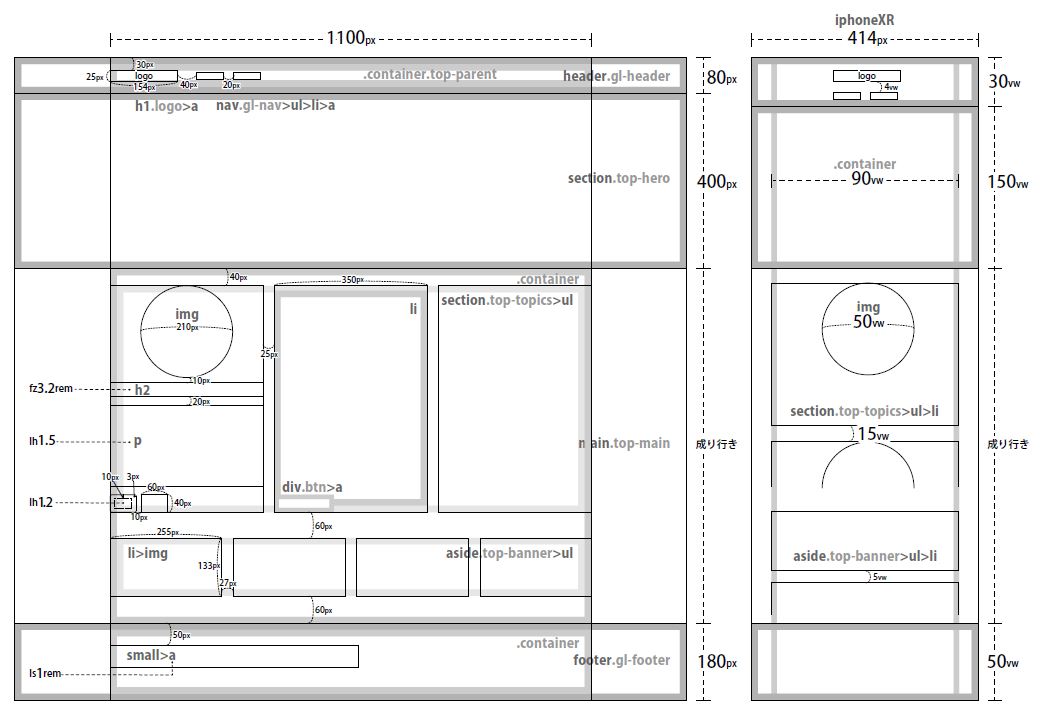 iphoneXR
1100px
414px
30px
25px
logo
154px
40px
20px
.container.top-parent
header.gl-header
80px
logo
4vw
30vw
h1.logo>a
nav.gl-nav>ul>li>a
section.top-hero
400px
.container
90vw
150vw
40px
.container
350px
section.top-topics>ul
li
img
210px
25px
img
50vw
10px
fz3.2rem
h2
20px
section.top-topics>ul>li
lh1.5
p
main.top-main
成り行き
15vw
成り行き
10px
3px
60px
div.btn>a
lh1.2
40px
10px
60px
255px
li>img
133px
27px
aside.top-banner>ul
aside.top-banner>ul>li
5vw
60px
50px
.container
small>a
footer.gl-footer
180px
50vw
ls1rem